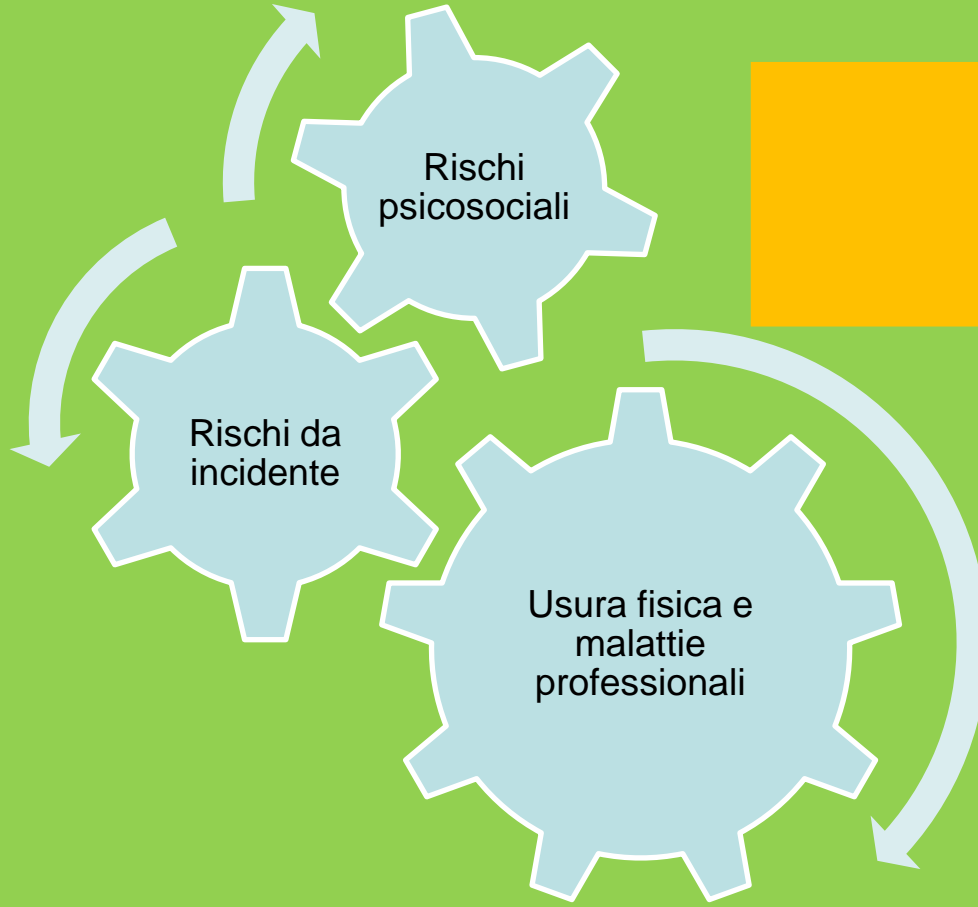 Rischi
psicosociali
Rischi da
incidente
Usura fisica e
malattie
professionali